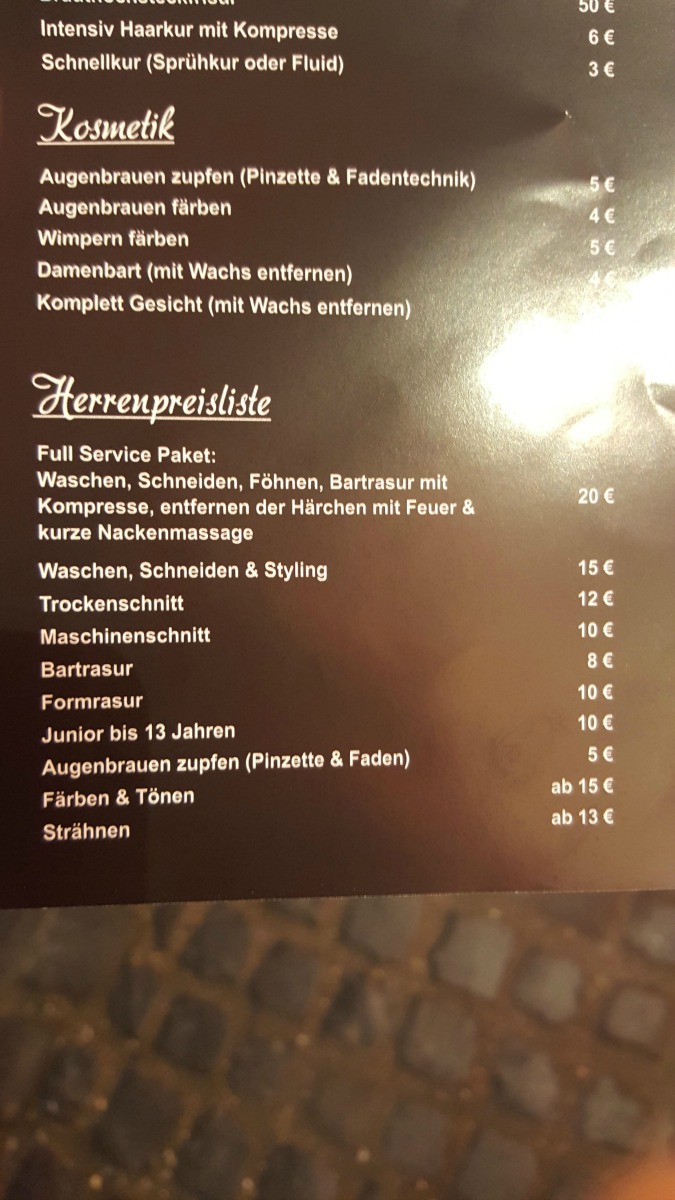 50 €
Intensiv Haarkur mit Kompresse 6 €
Schnellkur (Sprühkur oder Fluid) 3 €
Kosmetik
Augenbrauen zupfen (Pinzette & Fadentechnik) 5 €
Augenbrauen färben 4 €
Wimpern färben 5 €
Damenbart (mit Wachs entfernen) 4 €
Komplett Gesicht (mit Wachs entfernen)
Herrenpreisliste
Full Service Paket:
Waschen, Schneiden, Föhnen, Bartrasur mit
Kompresse, entfernen der Härchen mit Feuer & 20 €
kurze Nackenmassage
Waschen, Schneiden & Styling 15 €
Trockenschnitt 12 €
Maschinenschnitt 10 €
Bartrasur 8 €
Formrasur 10 €
Junior bis 13 Jahren 10 €
Augenbrauen zupfen (Pinzette & Faden) 5 €
Färben & Tönen ab 15 €
Strähnen ab 13 €